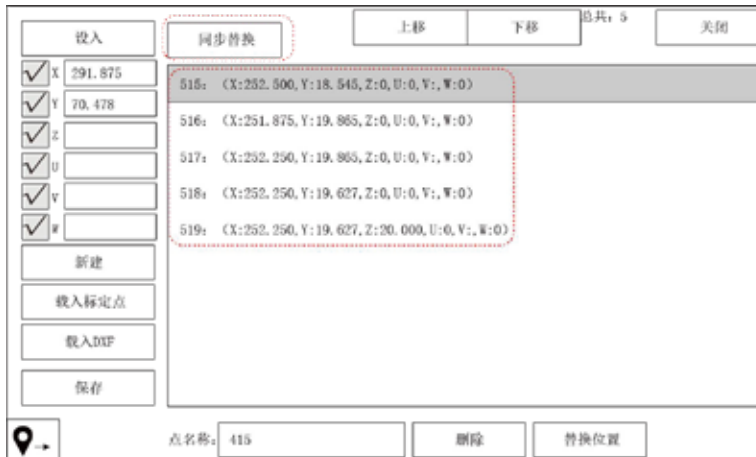 设入
同步替换
上移
下移
总共: 5
关闭
X 291.875
Y 70.478
Z
U
V
W
515: (X:252.500,Y:18.545,Z:0,U:0,V:,W:0)
516: (X:251.875,Y:19.865,Z:0,U:0,V:,W:0)
517: (X:252.250,Y:19.865,Z:0,U:0,V:,W:0)
518: (X:252.250,Y:19.627,Z:0,U:0,V:,W:0)
519: (X:252.250,Y:19.627,Z:20.000,U:0,V:,W:0)
新建
载入标定点
载入DXF
保存
点名称: 415
删除
替换位置